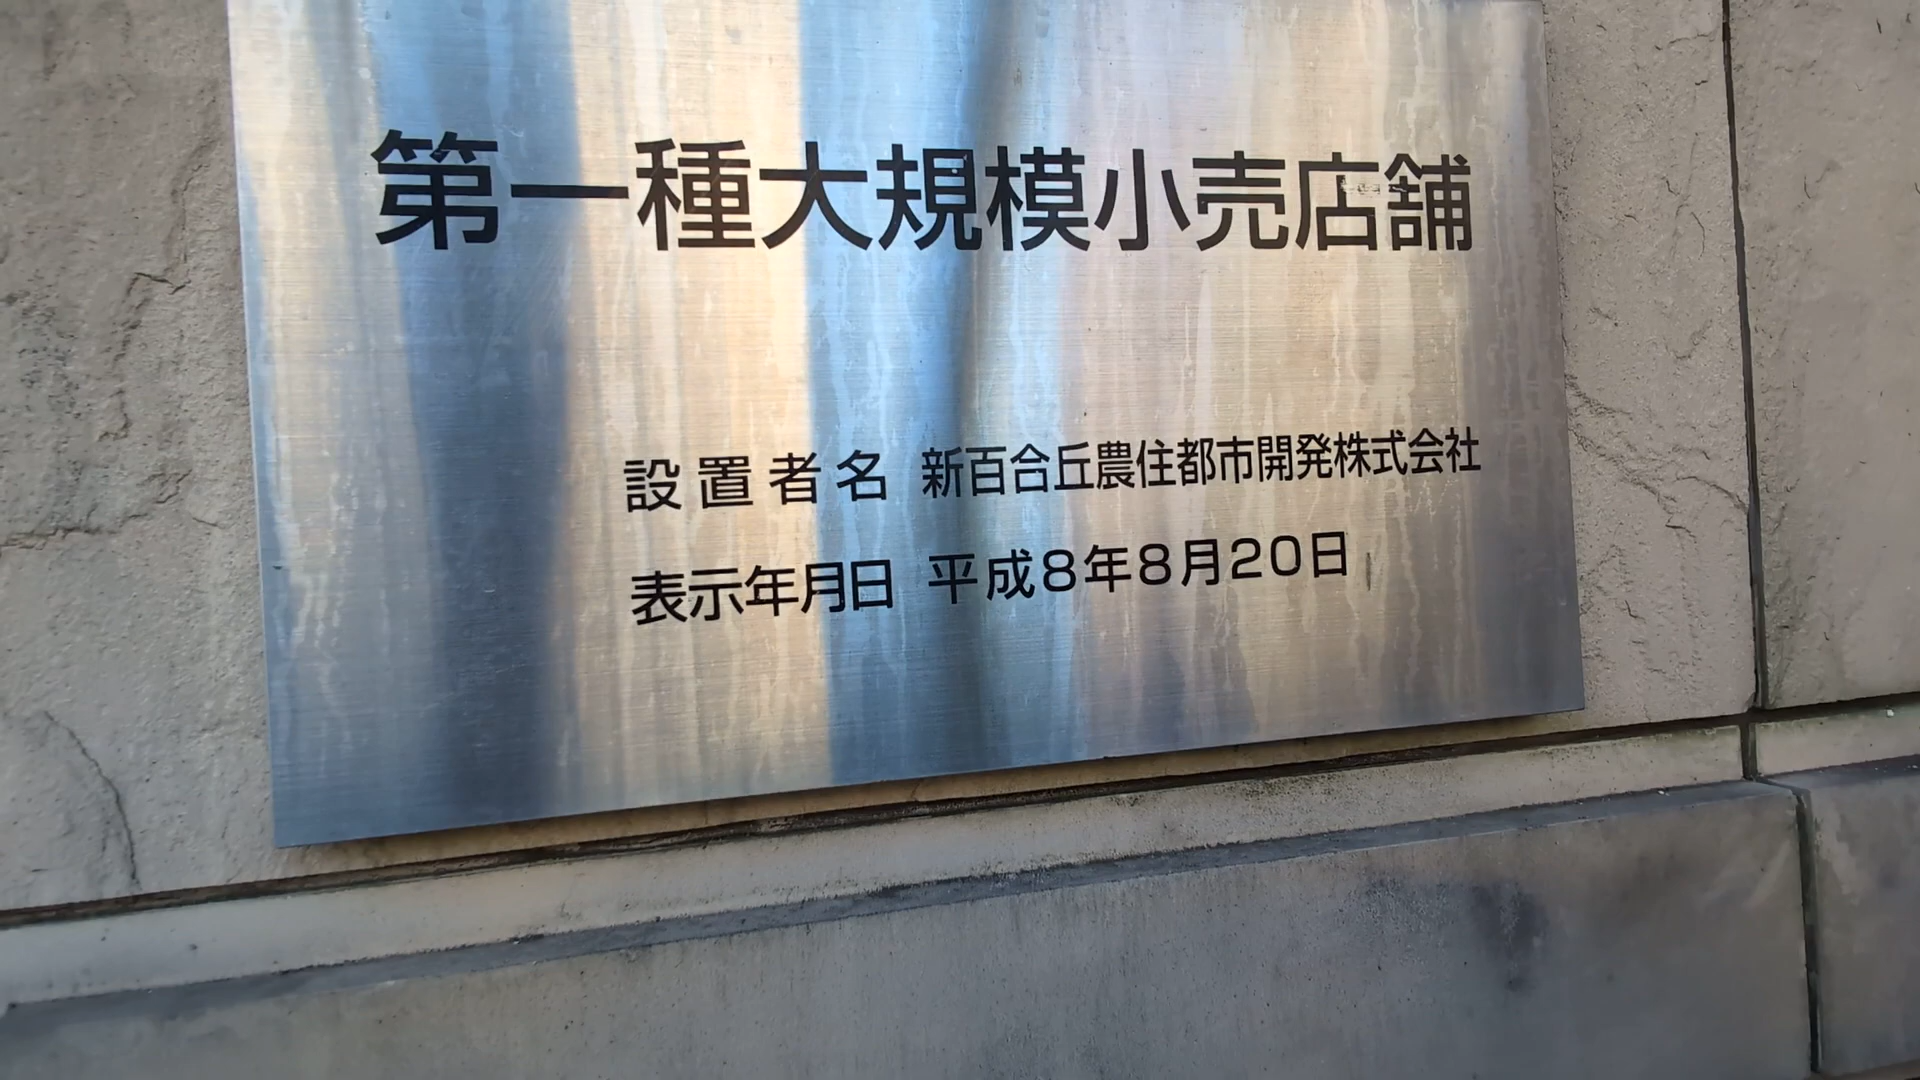 第一種大規模小売店舗
設置者名 新百合丘農住都市開発株式会社
表示年月日 平成8年8月20日